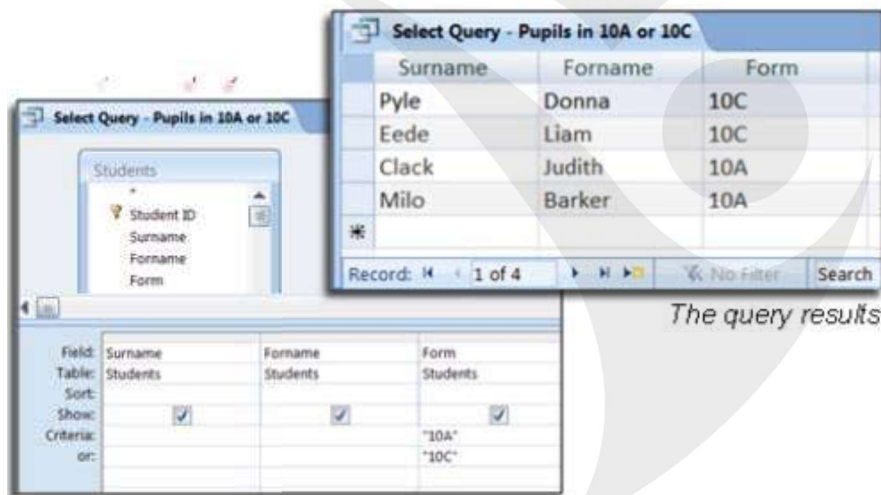 Select Query - Pupils in 10A or 10C
Surname Forname Form
Pyle Donna 10C
Eede Liam 10C
Clack Judith 10A
Milo Barker 10A
Record: 1 of 4 No Filter Search
The query results
Select Query - Pupils in 10A or 10C
Students
*
Student ID
Surname
Forname
Form
Field: Surname Forname Form
Table: Students Students Students
Sort:
Show:
Criteria: "10A"
or: "10C"